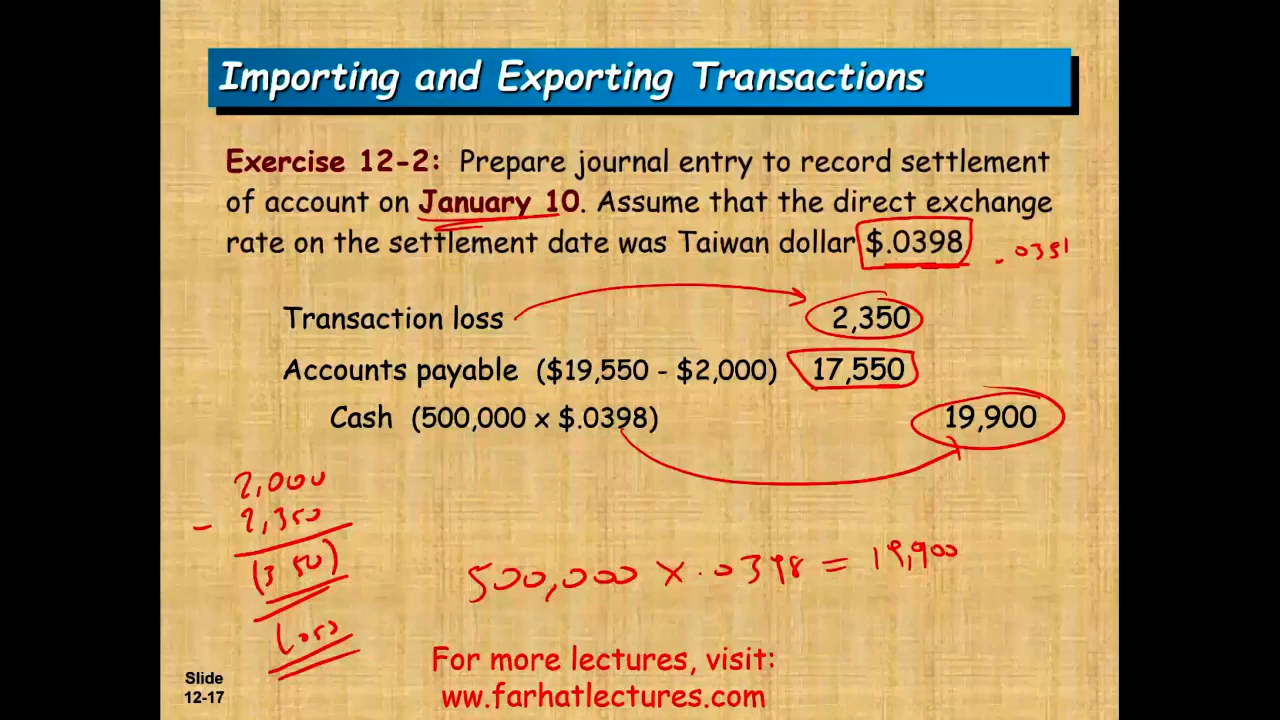 Importing and Exporting Transactions
Exercise 12-2: Prepare journal entry to record settlement
of account on January 10. Assume that the direct exchange
rate on the settlement date was Taiwan dollar $.0398
.0351
Transaction loss 2,350
Accounts payable ($19,550 - $2,000) 17,550
Cash (500,000 x $.0398) 19,900
2,000
- 2,350
(350)
loss
500,000 x .0398 = 19,900
For more lectures, visit:
www.farhatlectures.com
Slide
12-17